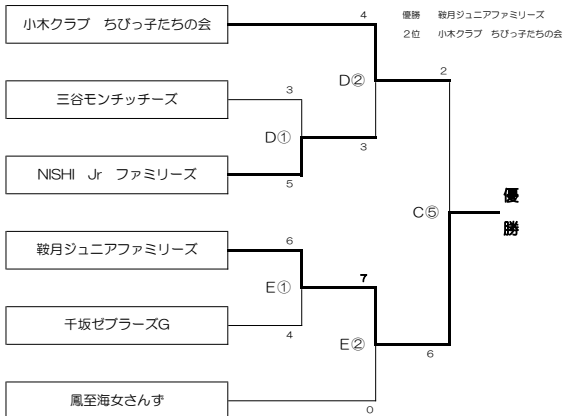 小木クラブ　ちびっ子たちの会
4
優勝　鞍月ジュニアファミリーズ
2位　小木クラブ　ちびっ子たちの会
D②
2
三谷モンチッチーズ
3
D①
3
NISHI　Jr　ファミリーズ
5
優
勝
C⑤
鞍月ジュニアファミリーズ
6
E①
7
千坂ゼブラーズG
4
E②
6
鳳至海女さんず
0